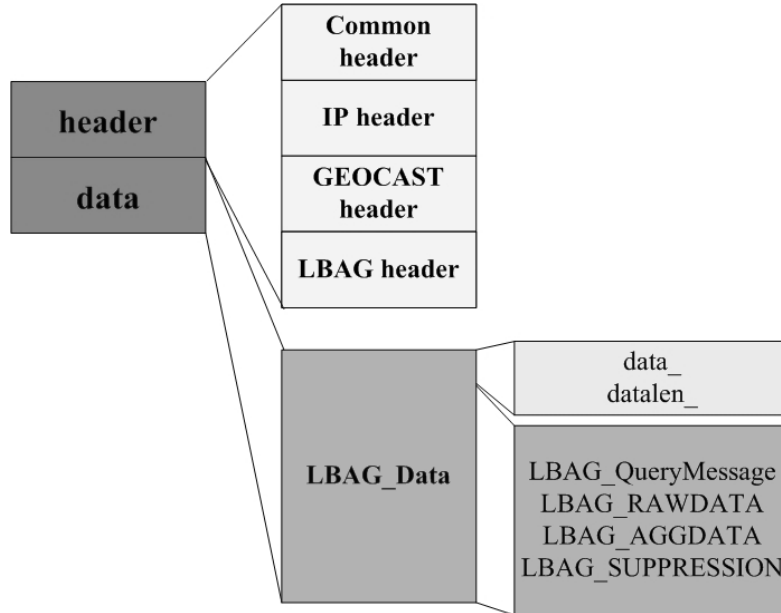 header
data
Common
header
IP header
GEOCAST
header
LBAG header
LBAG_Data
data_
datalen_
LBAG_QueryMessage
LBAG_RAWDATA
LBAG_AGGDATA
LBAG_SUPPRESSION